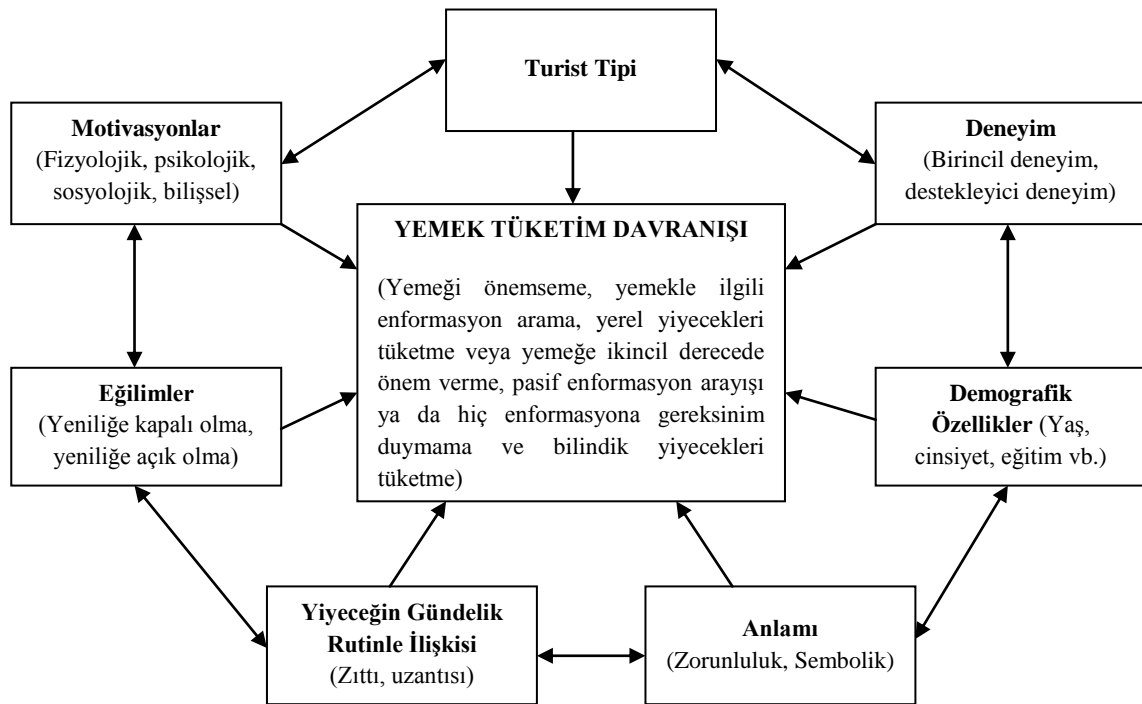 Turist Tipi
Motivasyonlar
(Fizyolojik, psikolojik,
sosyolojik, bilişsel)
Deneyim
(Birincil deneyim,
destekleyici deneyim)
YEMEK TÜKETİM DAVRANIŞI
(Yemeği önemseme, yemekle ilgili
enformasyon arama, yerel yiyecekleri
tüketme veya yemeğe ikincil derecede
önem verme, pasif enformasyon arayışı
ya da hiç enformasyona gereksinim
duymama ve bilindik yiyecekleri
tüketme)
Eğilimler
(Yeniliğe kapalı olma,
yeniliğe açık olma)
Demografik
Özellikler (Yaş,
cinsiyet, eğitim vb.)
Yiyeceğin Gündelik
Rutinle İlişkisi
(Zıttı, uzantısı)
Anlamı
(Zorunluluk, Sembolik)